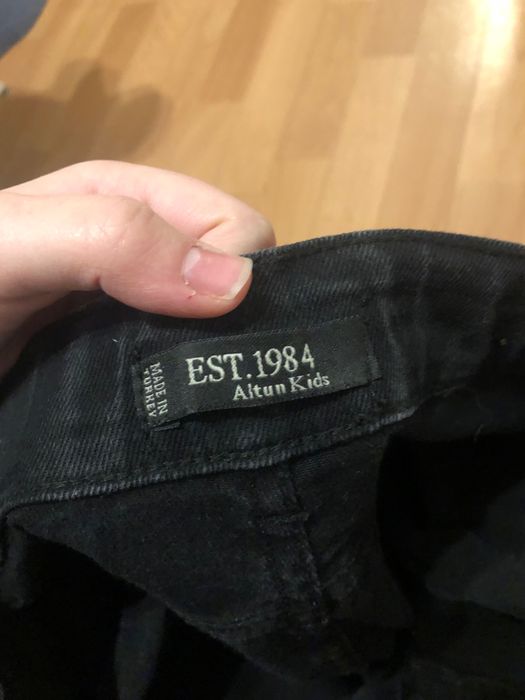 EST.1984
Altun Kids
MADE IN
TURKEY